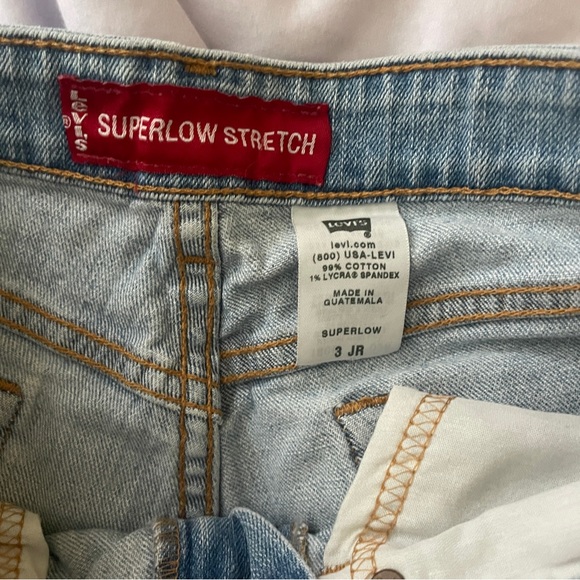 LEVI'S ® SUPERLOW STRETCH
LEVI'S ®
levi.com
(800) USA-LEVI
99% COTTON
1% LYCRA® SPANDEX
MADE IN
GUATEMALA
SUPERLOW
3 JR